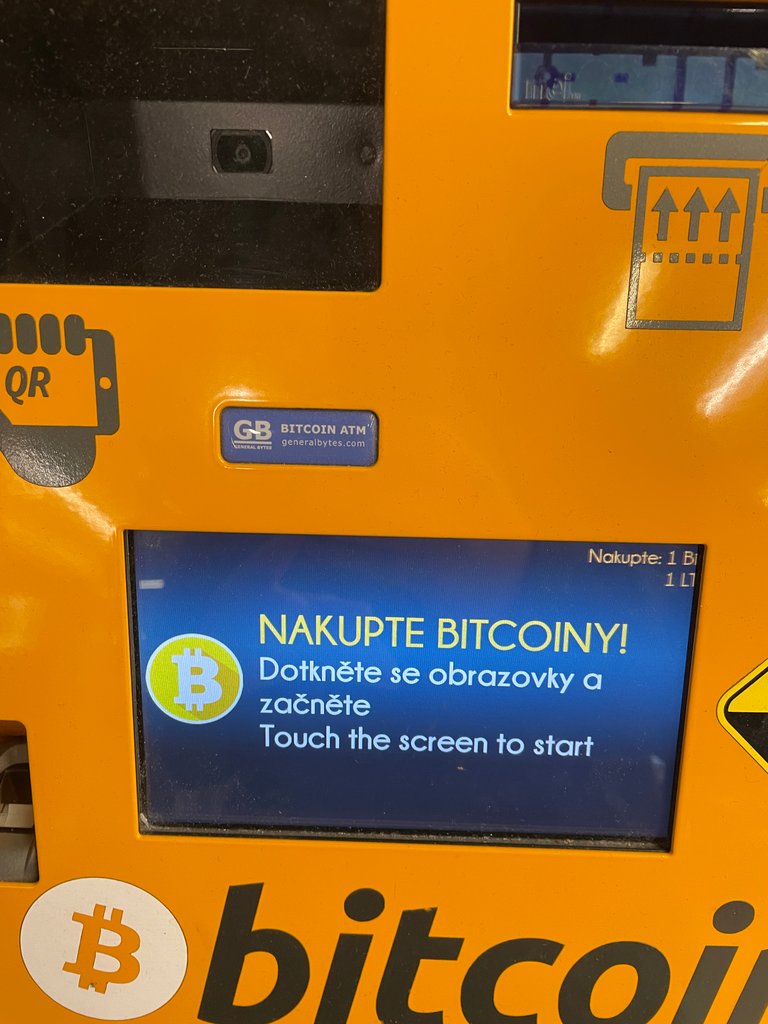 QR
GB
GENERAL BYTES
BITCOIN ATM
generalbytes.com
Nakupte: 1 Bi
1 LT
NAKUPTE BITCOINY!
Dotkněte se obrazovky a
začněte
Touch the screen to start
bitcoi